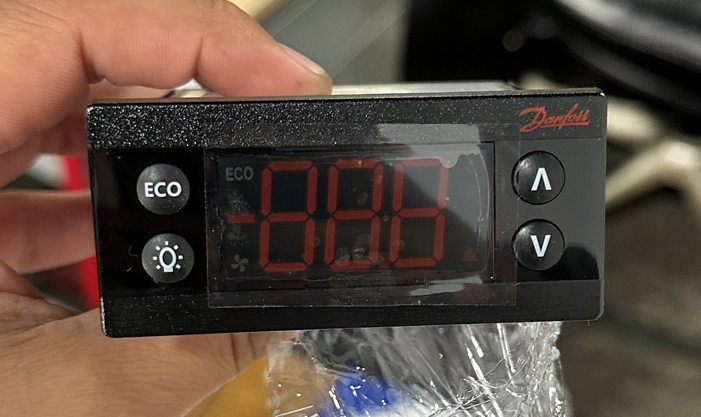 Danfoss
ECO
ECO
-888
Λ
V